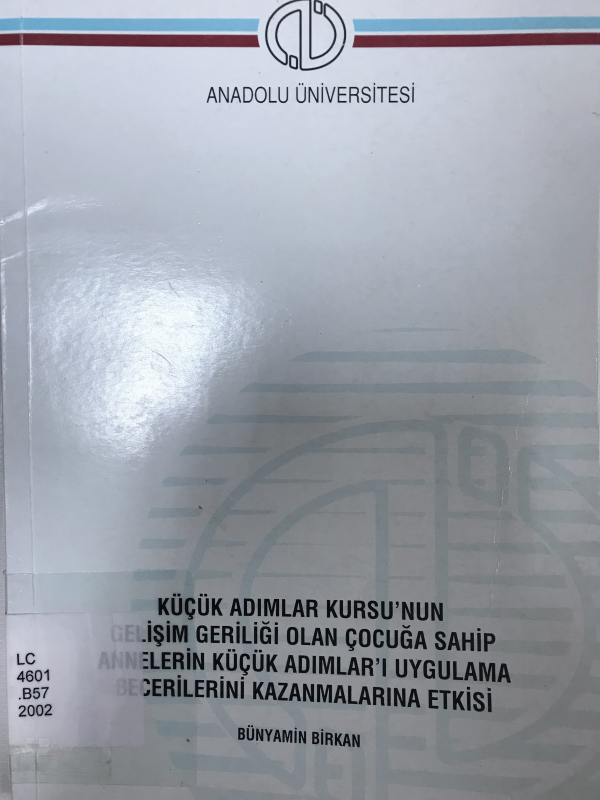 ANADOLU ÜNİVERSİTESİ
KÜÇÜK ADIMLAR KURSU'NUN
GELİŞİM GERİLİĞİ OLAN ÇOCUĞA SAHİP
ANNELERİN KÜÇÜK ADIMLAR'I UYGULAMA
BECERİLERİNİ KAZANMALARINA ETKİSİ
BÜNYAMİN BİRKAN
LC
4601
.B57
2002